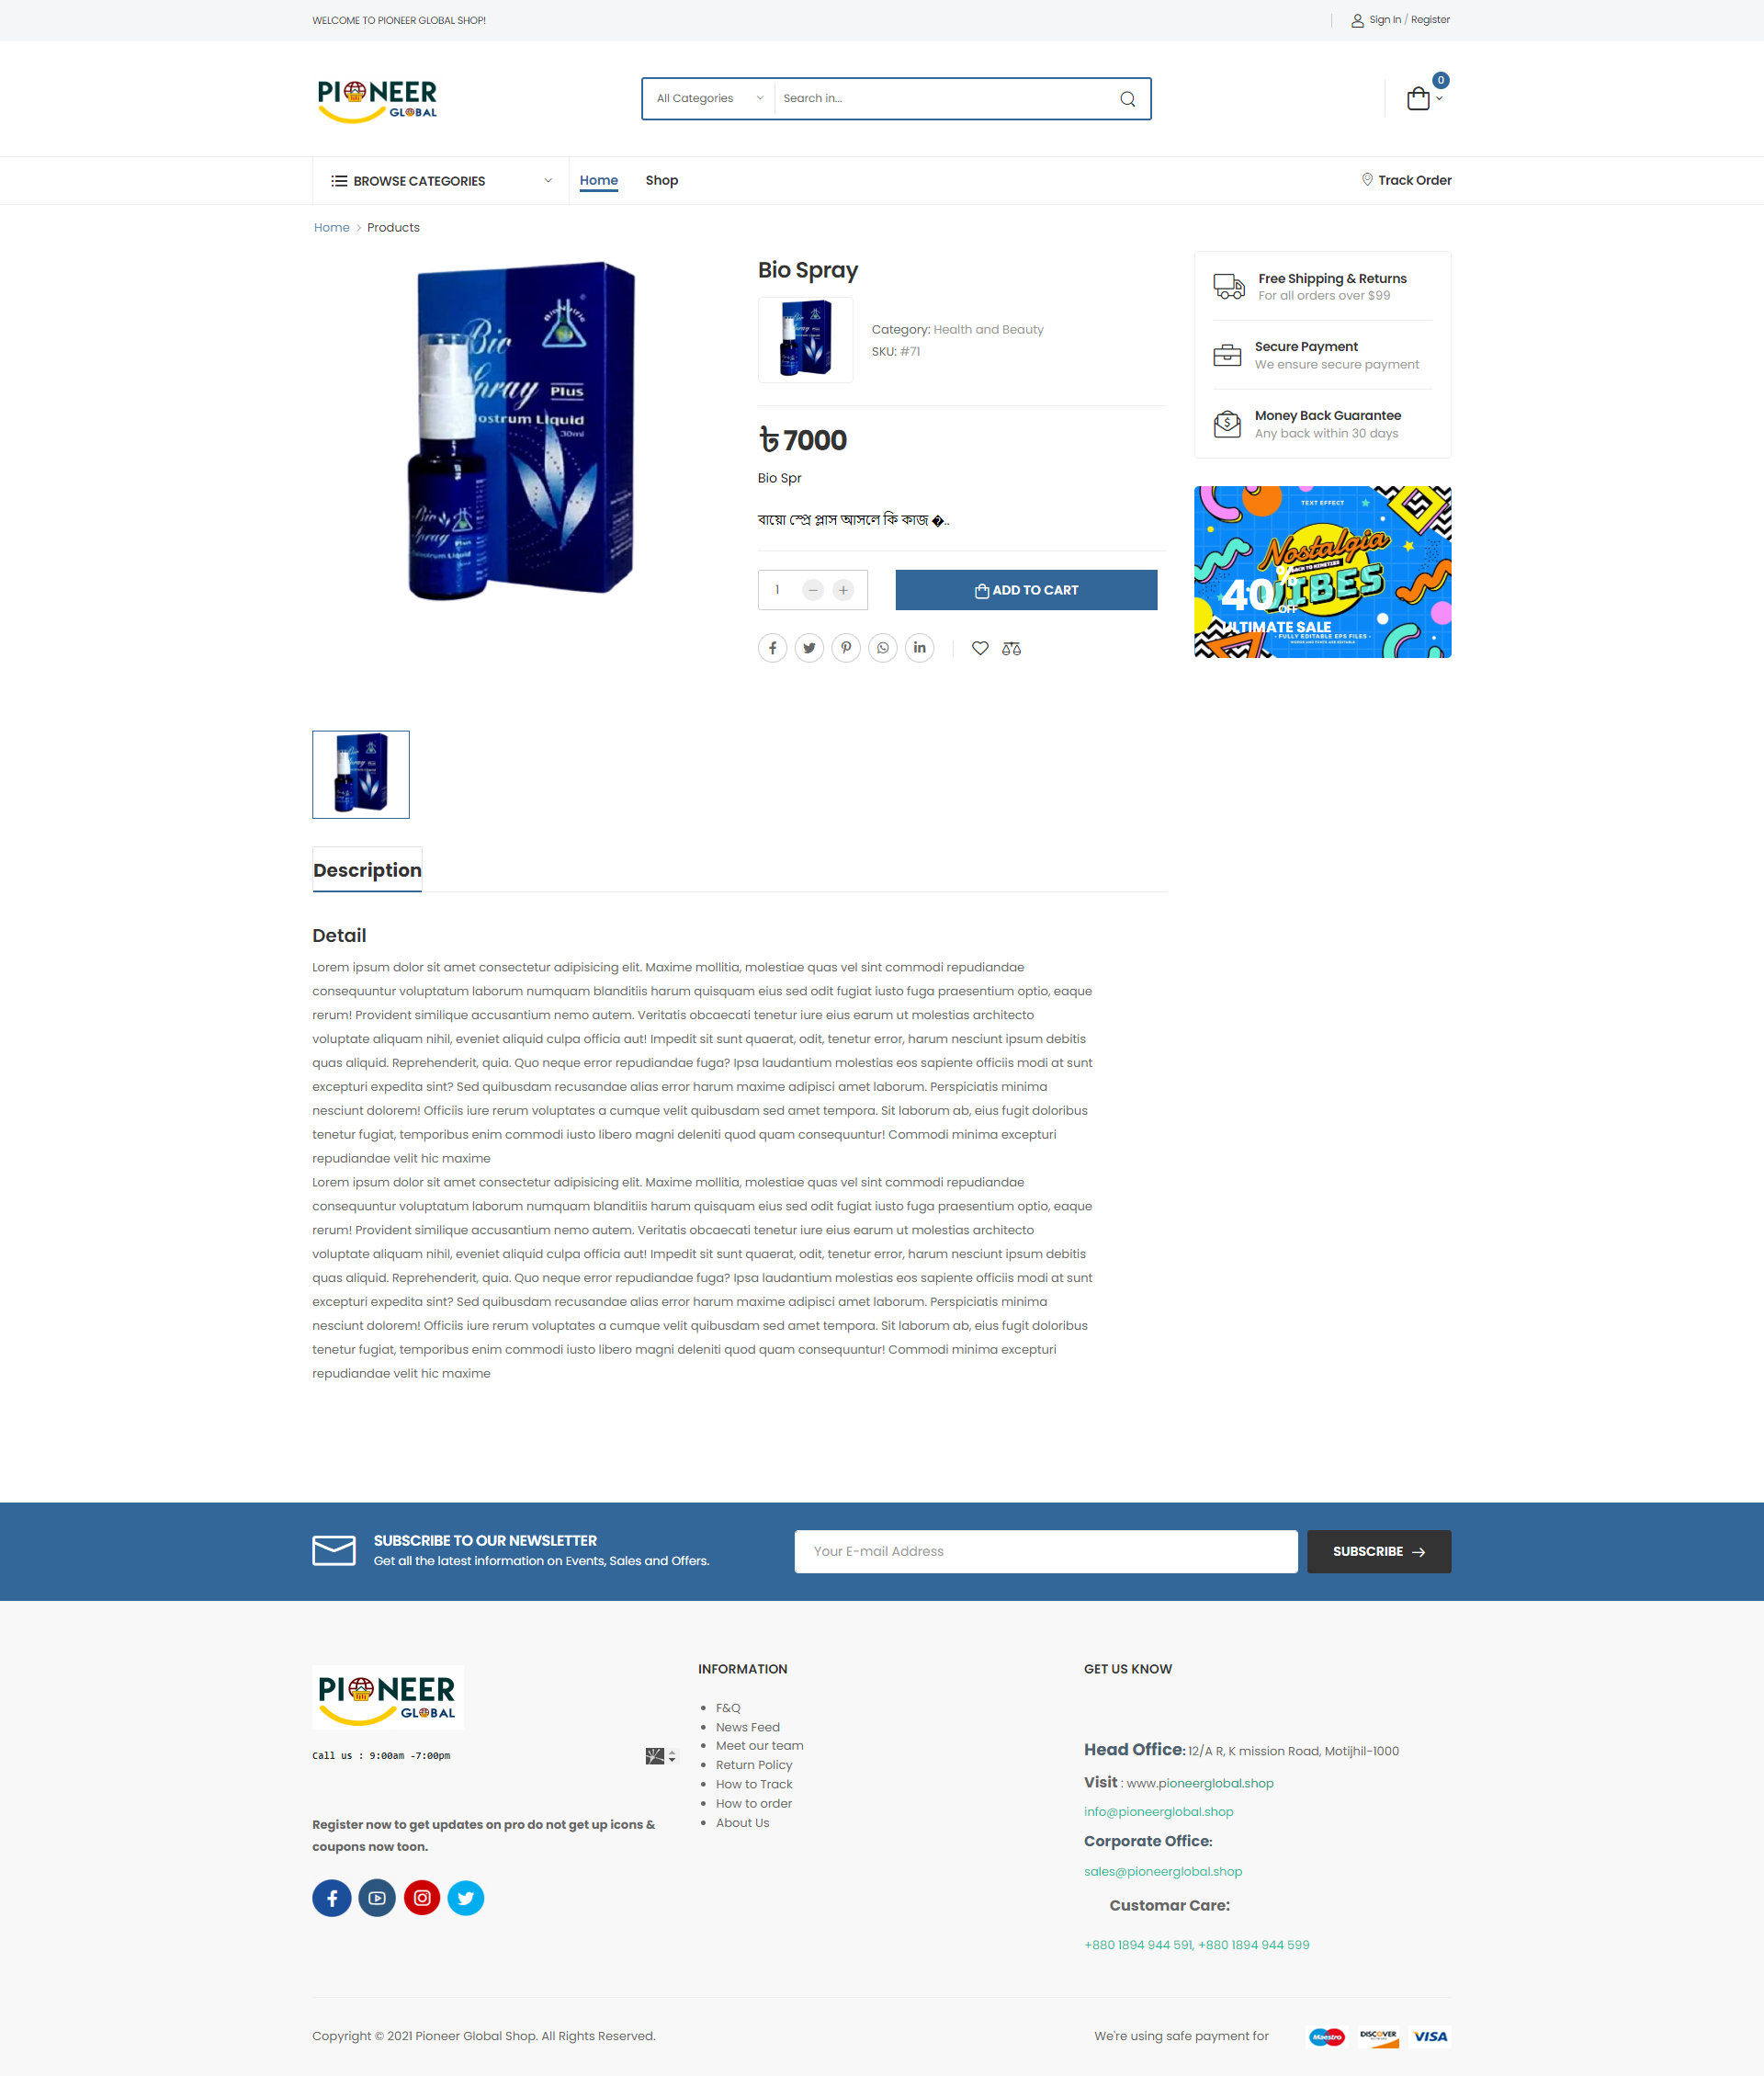 WELCOME TO PIONEER GLOBAL SHOP!
Sign In / Register
PIONEER
GLOBAL
All Categories
Search in...
0
BROWSE CATEGORIES
Home
Shop
Track Order
Home > Products
Bio
Spray Plus
Colostrum Liquid
30ml
Bio
Spray
Plus
Colostrum Liquid
Bio Spray
Category: Health and Beauty
SKU: #71
৳ 7000
Bio Spr
বায়ো স্প্রে প্লাস আসলে কি কাজ �..
1
ADD TO CART
Free Shipping & Returns
For all orders over $99
Secure Payment
We ensure secure payment
Money Back Guarantee
Any back within 30 days
TEXT EFFECT
Nostalgia
BACK TO NINETIES
VIBES
40% OFF
ULTIMATE SALE
- FULLY EDITABLE EPS FILES -
Description
Detail
Lorem ipsum dolor sit amet consectetur adipisicing elit. Maxime mollitia, molestiae quas vel sint commodi repudiandae
consequuntur voluptatum laborum numquam blanditiis harum quisquam eius sed odit fugiat iusto fuga praesentium optio, eaque
rerum! Provident similique accusantium nemo autem. Veritatis obcaecati tenetur iure eius earum ut molestias architecto
voluptate aliquam nihil, eveniet aliquid culpa officia aut! Impedit sit sunt quaerat, odit, tenetur error, harum nesciunt ipsum debitis
quas aliquid. Reprehenderit, quia. Quo neque error repudiandae fuga? Ipsa laudantium molestias eos sapiente officiis modi at sunt
excepturi expedita sint? Sed quibusdam recusandae alias error harum maxime adipisci amet laborum. Perspiciatis minima
nesciunt dolorem! Officiis iure rerum voluptates a cumque velit quibusdam sed amet tempora. Sit laborum ab, eius fugit doloribus
tenetur fugiat, temporibus enim commodi iusto libero magni deleniti quod quam consequuntur! Commodi minima excepturi
repudiandae velit hic maxime
Lorem ipsum dolor sit amet consectetur adipisicing elit. Maxime mollitia, molestiae quas vel sint commodi repudiandae
consequuntur voluptatum laborum numquam blanditiis harum quisquam eius sed odit fugiat iusto fuga praesentium optio, eaque
rerum! Provident similique accusantium nemo autem. Veritatis obcaecati tenetur iure eius earum ut molestias architecto
voluptate aliquam nihil, eveniet aliquid culpa officia aut! Impedit sit sunt quaerat, odit, tenetur error, harum nesciunt ipsum debitis
quas aliquid. Reprehenderit, quia. Quo neque error repudiandae fuga? Ipsa laudantium molestias eos sapiente officiis modi at sunt
excepturi expedita sint? Sed quibusdam recusandae alias error harum maxime adipisci amet laborum. Perspiciatis minima
nesciunt dolorem! Officiis iure rerum voluptates a cumque velit quibusdam sed amet tempora. Sit laborum ab, eius fugit doloribus
tenetur fugiat, temporibus enim commodi iusto libero magni deleniti quod quam consequuntur! Commodi minima excepturi
repudiandae velit hic maxime
SUBSCRIBE TO OUR NEWSLETTER
Get all the latest information on Events, Sales and Offers.
Your E-mail Address
SUBSCRIBE
PIONEER
GLOBAL
Call us : 9:00am -7:00pm
Register now to get updates on pro do not get up icons &
coupons now toon.
INFORMATION
F&Q
News Feed
Meet our team
Return Policy
How to Track
How to order
About Us
GET US KNOW
Head Office: 12/A R, K mission Road, Motijhil-1000
Visit : www.pioneerglobal.shop
info@pioneerglobal.shop
Corporate Office:
sales@pioneerglobal.shop
Customar Care:
+880 1894 944 591, +880 1894 944 599
Copyright © 2021 Pioneer Global Shop. All Rights Reserved.
We're using safe payment for
Maestro
DISCOVER
VISA